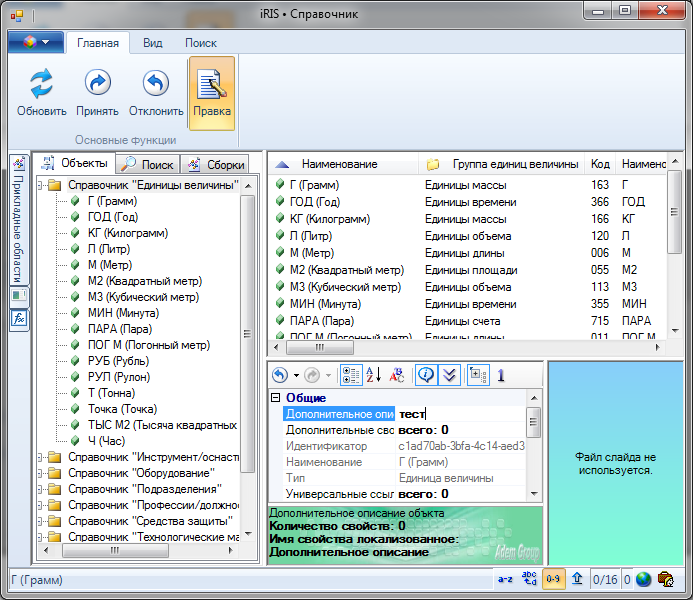 iRIS • Справочник
Главная Вид Поиск
Обновить Принять Отклонить Правка
Основные функции
Прикладные области
Объекты Поиск Сборки
Справочник "Единицы величины"
Г (Грамм)
ГОД (Год)
КГ (Килограмм)
Л (Литр)
М (Метр)
М2 (Квадратный метр)
М3 (Кубический метр)
МИН (Минута)
ПАРА (Пара)
ПОГ М (Погонный метр)
РУБ (Рубль)
РУЛ (Рулон)
Т (Тонна)
Точка (Точка)
ТЫС М2 (Тысяча квадратных
Ч (Час)
Справочник "Инструмент/оснаст
Справочник "Оборудование"
Справочник "Подразделения"
Справочник "Профессии/должно
Справочник "Средства защиты"
Справочник "Технологические ма
Наименование Группа единиц величины Код Наимено
Г (Грамм) Единицы массы 163 Г
ГОД (Год) Единицы времени 366 ГОД
КГ (Килограмм) Единицы массы 166 КГ
Л (Литр) Единицы объема 120 Л
М (Метр) Единицы длины 006 М
М2 (Квадратный метр) Единицы площади 055 М2
М3 (Кубический метр) Единицы объема 113 М3
МИН (Минута) Единицы времени 355 МИН
ПАРА (Пара) Единицы счета 715 ПАРА
ПОГ М (Погонный метр) Единицы длины 011 ПОГ М
1
Общие
Дополнительное опи тест
Дополнительные сво всего: 0
Идентификатор c1ad70ab-3bfa-4c14-aed3
Наименование Г (Грамм)
Тип Единица величины
Универсальные ссыл всего: 0
Дополнительное описание объкта
Количество свойств: 0
Имя свойства локализованное:
Дополнительное описание
Adem Group
Файл слайда не
используется.
Г (Грамм)
a-z abc t.d 0-9 0/16 0